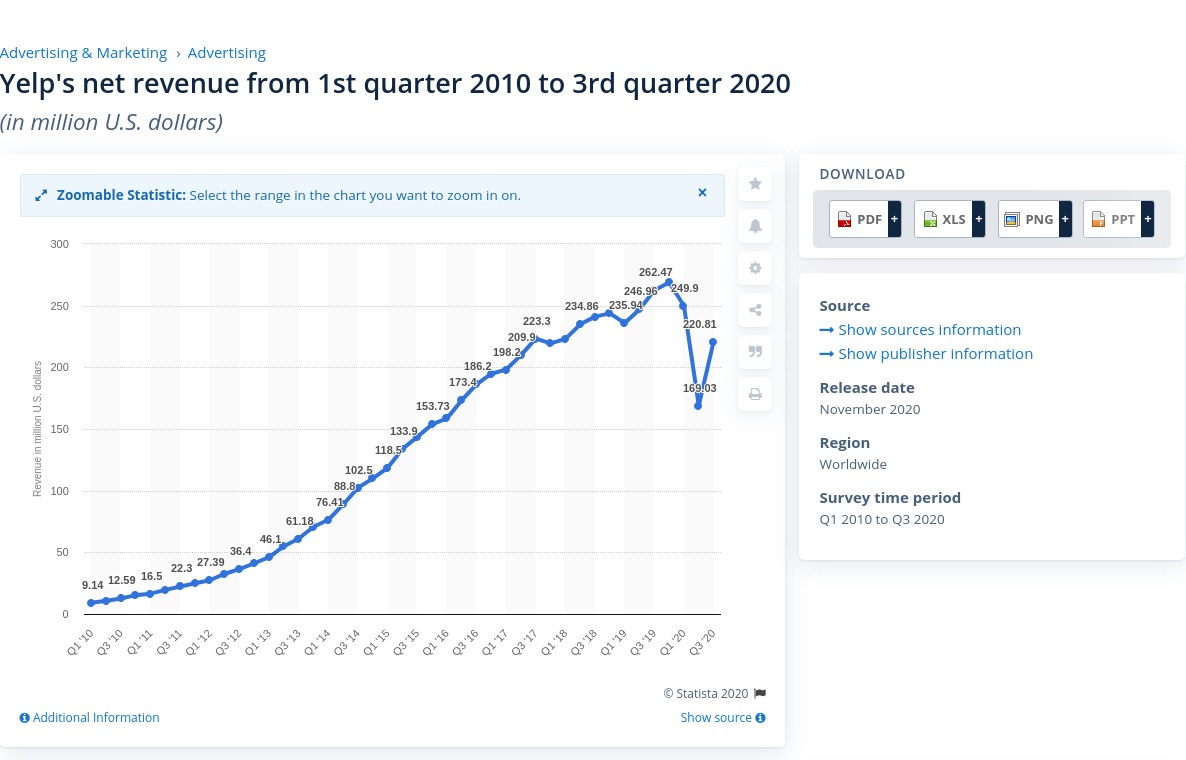 Advertising & Marketing › Advertising
Yelp's net revenue from 1st quarter 2010 to 3rd quarter 2020
(in million U.S. dollars)
Zoomable Statistic: Select the range in the chart you want to zoom in on.
×
DOWNLOAD
PDF +
XLS +
PNG +
PPT +
Source
Show sources information
Show publisher information
Release date
November 2020
Region
Worldwide
Survey time period
Q1 2010 to Q3 2020
Revenue in million U.S. dollars
300
250
200
150
100
50
0
9.14
12.59
16.5
22.3
27.39
36.4
46.1
61.18
76.41
88.8
102.5
118.5
133.9
153.73
173.4
186.2
198.2
209.9
223.3
234.86
235.94
246.96
262.47
249.9
169.03
220.81
Q1 '10
Q3 '10
Q1 '11
Q3 '11
Q1 '12
Q3 '12
Q1 '13
Q3 '13
Q1 '14
Q3 '14
Q1 '15
Q3 '15
Q1 '16
Q3 '16
Q1 '17
Q3 '17
Q1 '18
Q3 '18
Q1 '19
Q3 '19
Q1 '20
Q3 '20
© Statista 2020
Additional Information
Show source